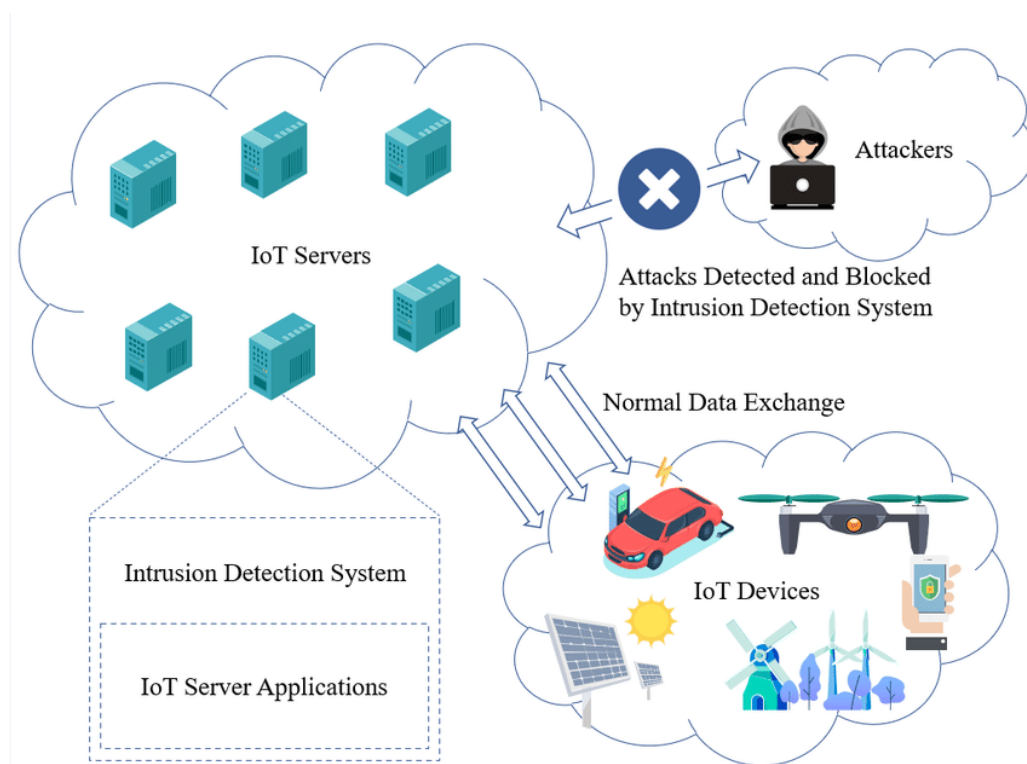 Attackers
IoT Servers
Attacks Detected and Blocked
by Intrusion Detection System
Normal Data Exchange
Intrusion Detection System
IoT Devices
IoT Server Applications